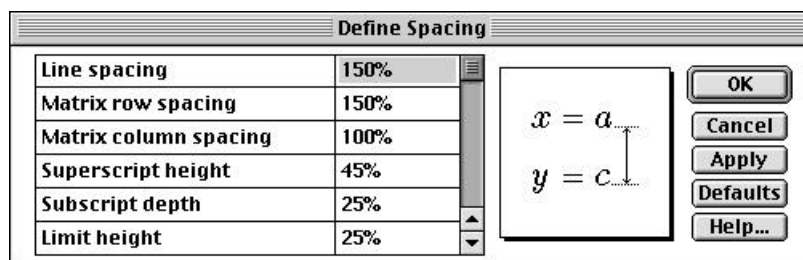 Define Spacing
Line spacing 150%
Matrix row spacing 150%
Matrix column spacing 100%
Superscript height 45%
Subscript depth 25%
Limit height 25%
x = a
y = c
OK
Cancel
Apply
Defaults
Help...